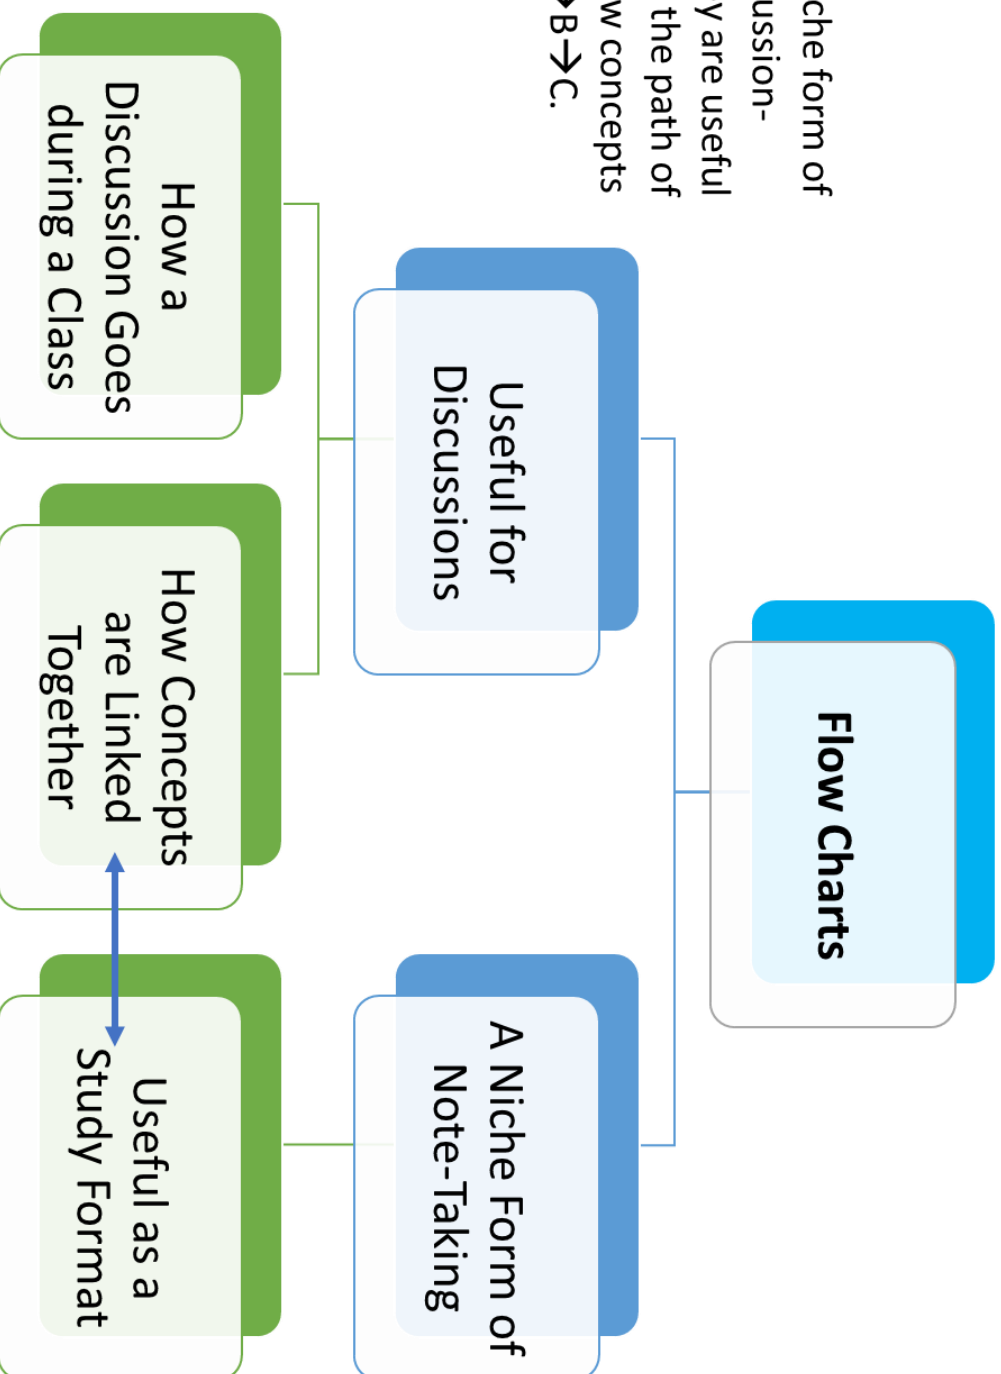 che form of
ussion-
y are useful
the path of
w concepts
B→C.
Flow Charts
Useful for
Discussions
A Niche Form of
Note-Taking
How a
Discussion Goes
during a Class
How Concepts
are Linked
Together
Useful as a
Study Format